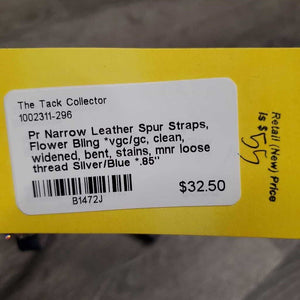 The Tack Collector
1002311-296
Pr Narrow Leather Spur Straps,
Flower Bling *vgc/gc, clean,
widened, bent, stains, mnr loose
thread Silver/Blue *.85"
$32.50
B1472J
Retail (New) Price
is $55